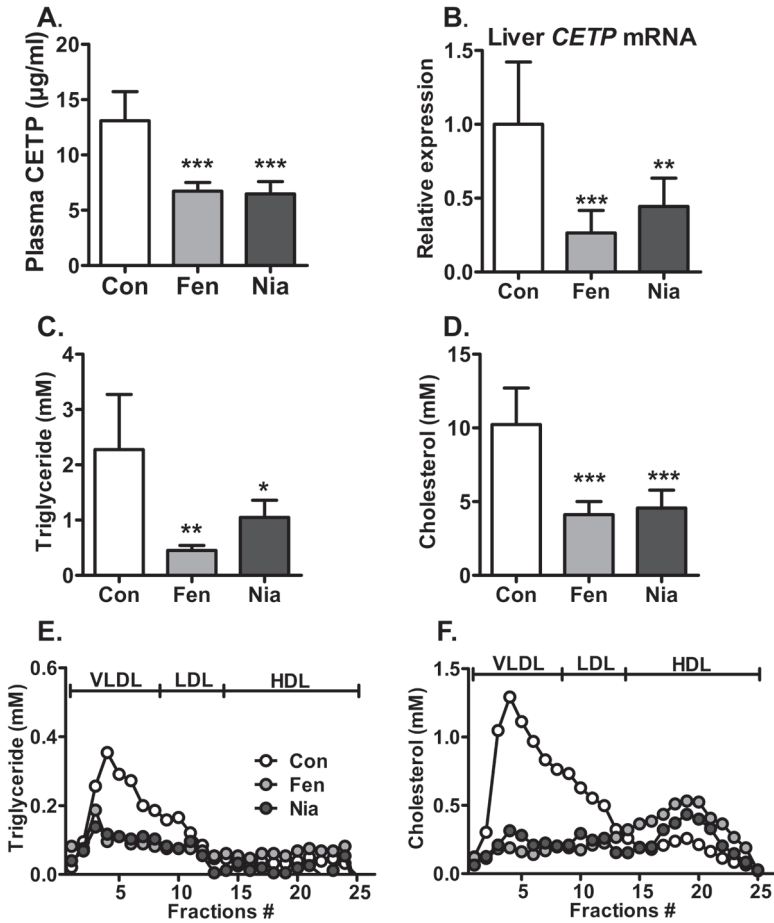 A.
Plasma CETP (µg/ml)
20
15
10
5
0
***
***
Con Fen Nia
B.
Liver CETP mRNA
Relative expression
1.5
1.0
0.5
0.0
***
**
Con Fen Nia
C.
Triglyceride (mM)
4
3
2
1
0
**
*
Con Fen Nia
D.
Cholesterol (mM)
15
10
5
0
***
***
Con Fen Nia
E.
Triglyceride (mM)
0.6
0.4
0.2
0.0
VLDL LDL HDL
Con
Fen
Nia
5 10 15 20 25
Fractions #
F.
Cholesterol (mM)
1.5
1.0
0.5
0.0
VLDL LDL HDL
5 10 15 20 25
Fractions #